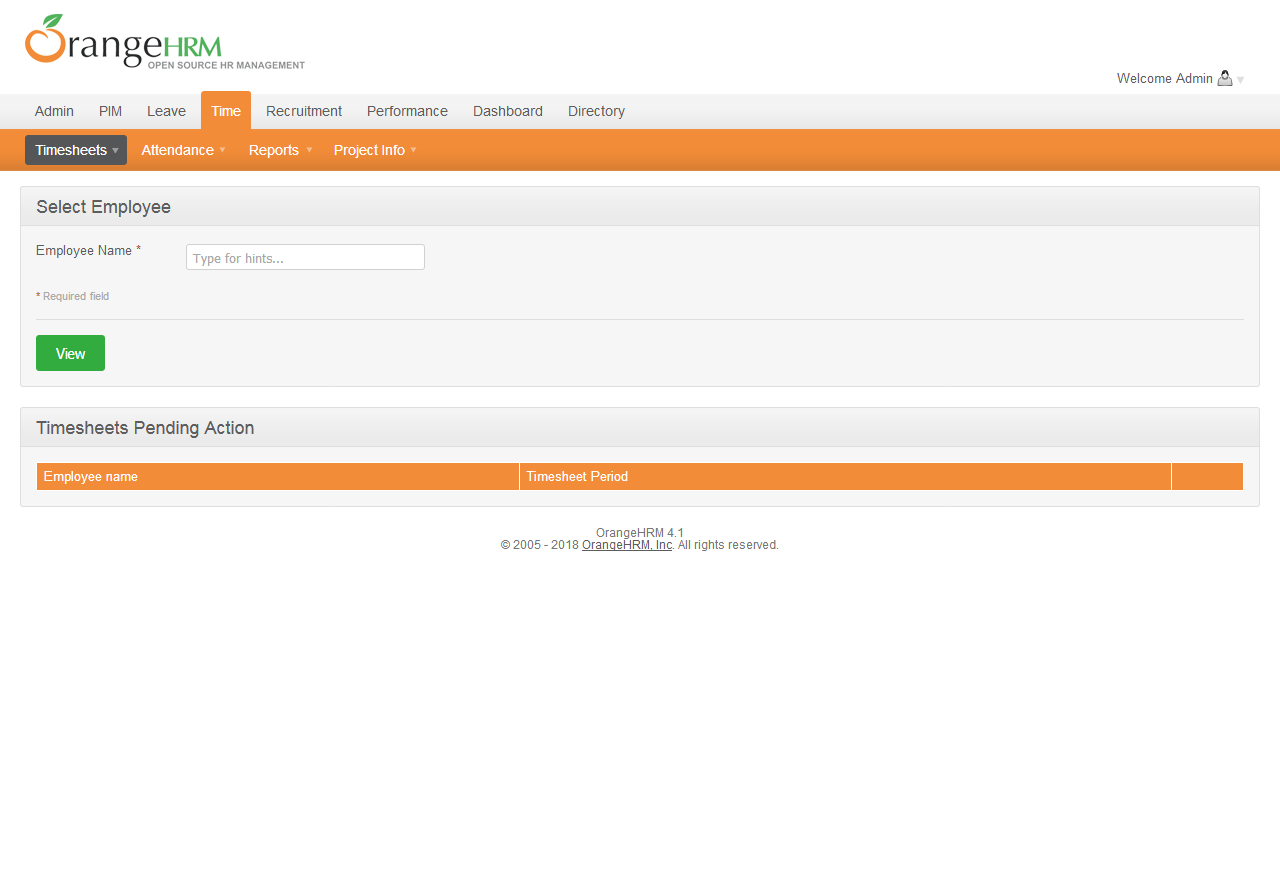 OrangeHRM
OPEN SOURCE HR MANAGEMENT
Welcome Admin
Admin PIM Leave Time Recruitment Performance Dashboard Directory
Timesheets Attendance Reports Project Info
Select Employee
Employee Name *
Type for hints...
* Required field
View
Timesheets Pending Action
Employee name Timesheet Period
OrangeHRM 4.1
© 2005 - 2018 OrangeHRM, Inc. All rights reserved.